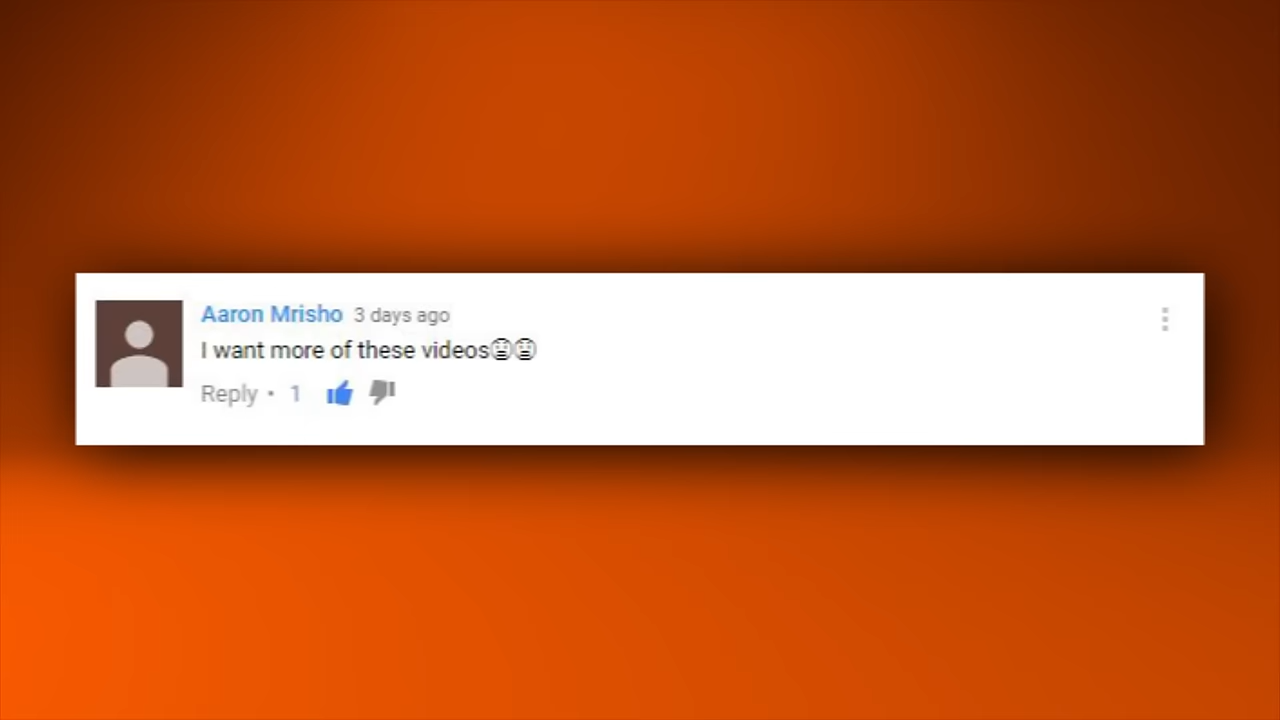 Aaron Mrisho 3 days ago
I want more of these videos😫😫
Reply • 1